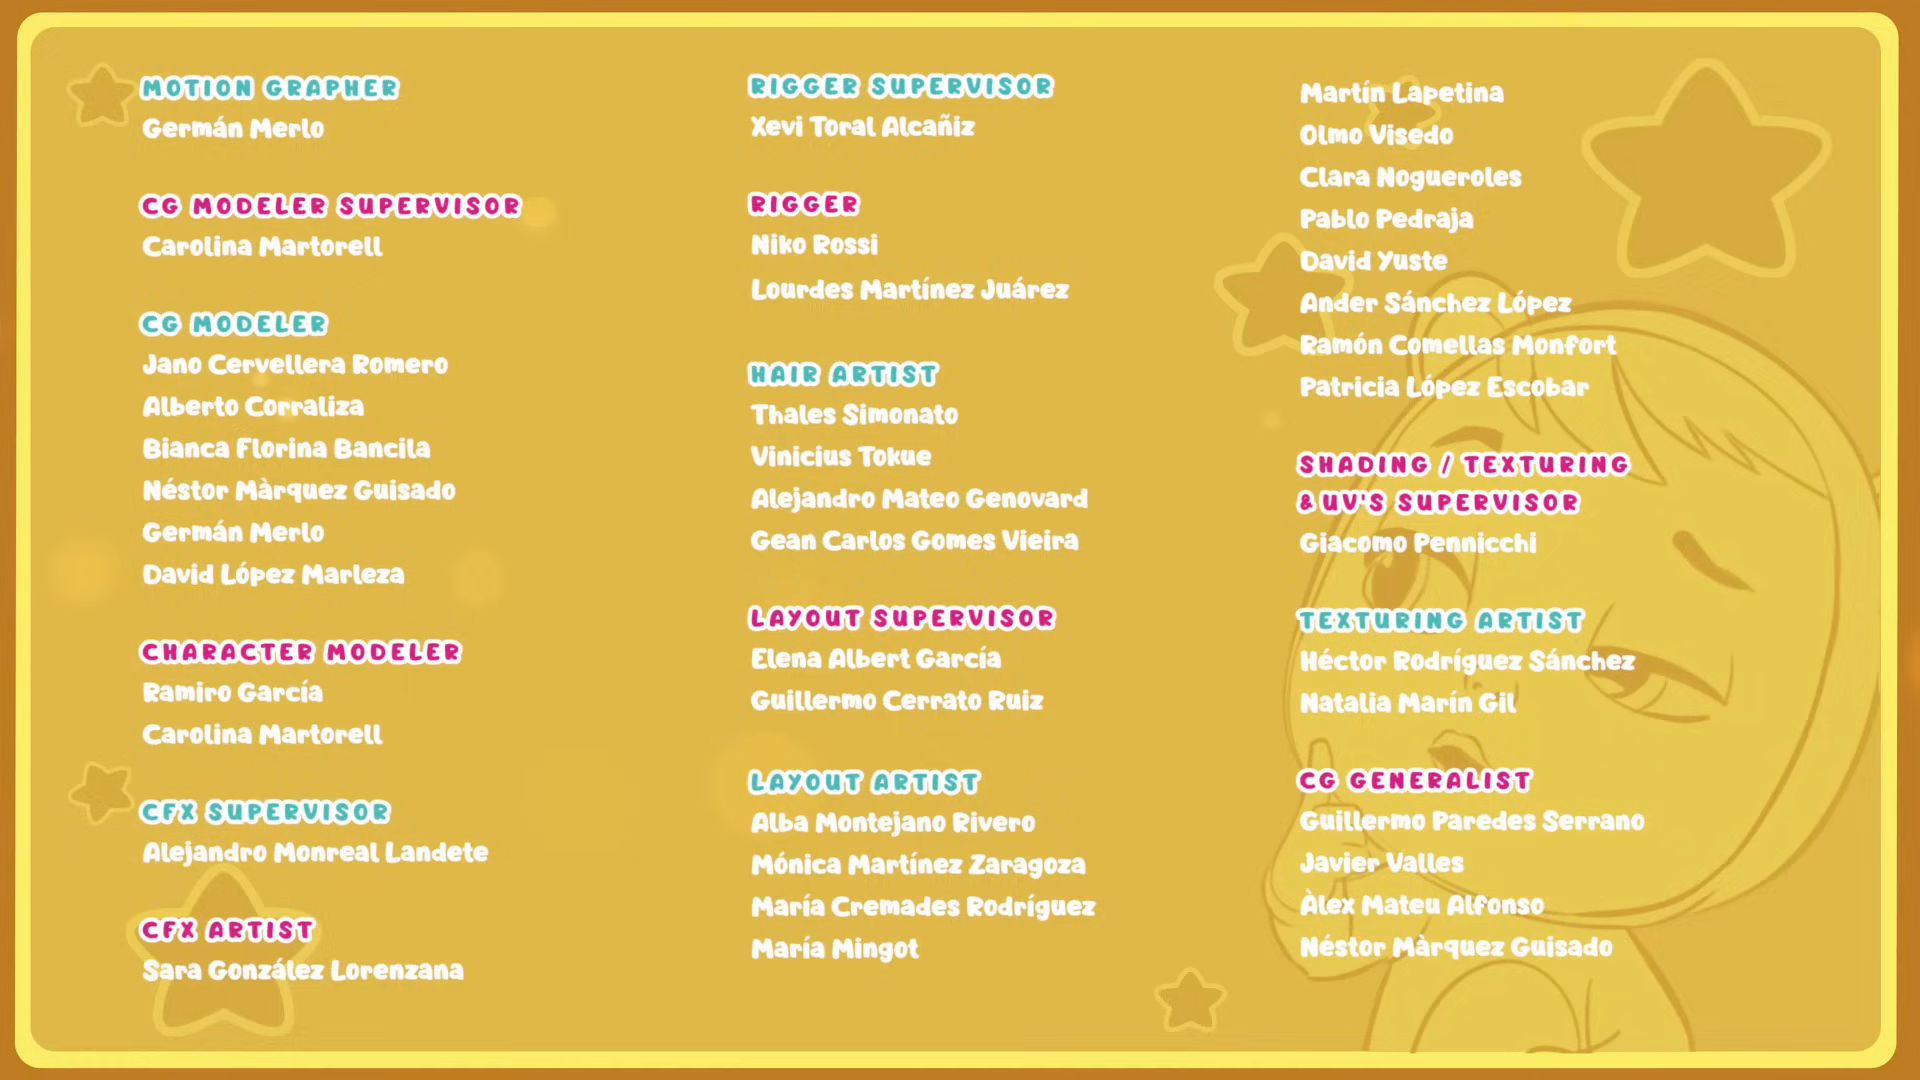 MOTION GRAPHER
Germán Merlo
CG MODELER SUPERVISOR
Carolina Martorell
CG MODELER
Jano Cervellera Romero
Alberto Corraliza
Bianca Florina Bancila
Néstor Màrquez Guisado
Germán Merlo
David López Marleza
CHARACTER MODELER
Ramiro García
Carolina Martorell
CFX SUPERVISOR
Alejandro Monreal Landete
CFX ARTIST
Sara González Lorenzana
RIGGER SUPERVISOR
Xevi Toral Alcañiz
RIGGER
Niko Rossi
Lourdes Martínez Juárez
HAIR ARTIST
Thales Simonato
Vinicius Tokue
Alejandro Mateo Genovard
Gean Carlos Gomes Vieira
LAYOUT SUPERVISOR
Elena Albert García
Guillermo Cerrato Ruiz
LAYOUT ARTIST
Alba Montejano Rivero
Mónica Martínez Zaragoza
María Cremades Rodríguez
María Mingot
Martín Lapetina
Olmo Visedo
Clara Nogueroles
Pablo Pedraja
David Yuste
Ander Sánchez López
Ramón Comellas Monfort
Patricia López Escobar
SHADING / TEXTURING
& UV'S SUPERVISOR
Giacomo Pennicchi
TEXTURING ARTIST
Héctor Rodríguez Sánchez
Natalia Marín Gil
CG GENERALIST
Guillermo Paredes Serrano
Javier Valles
Àlex Mateu Alfonso
Néstor Màrquez Guisado